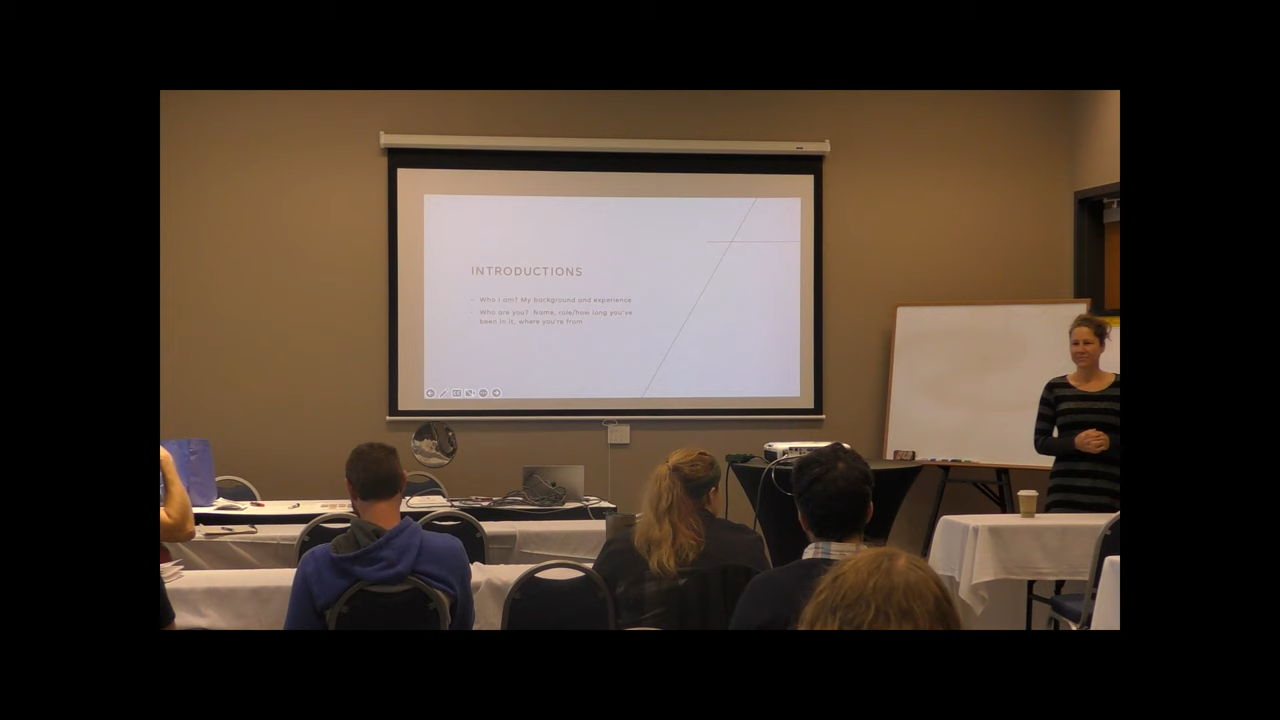 INTRODUCTIONS
- Who I am? My background and experience
- Who are you? Name, role/how long you've
been in it, where you're from